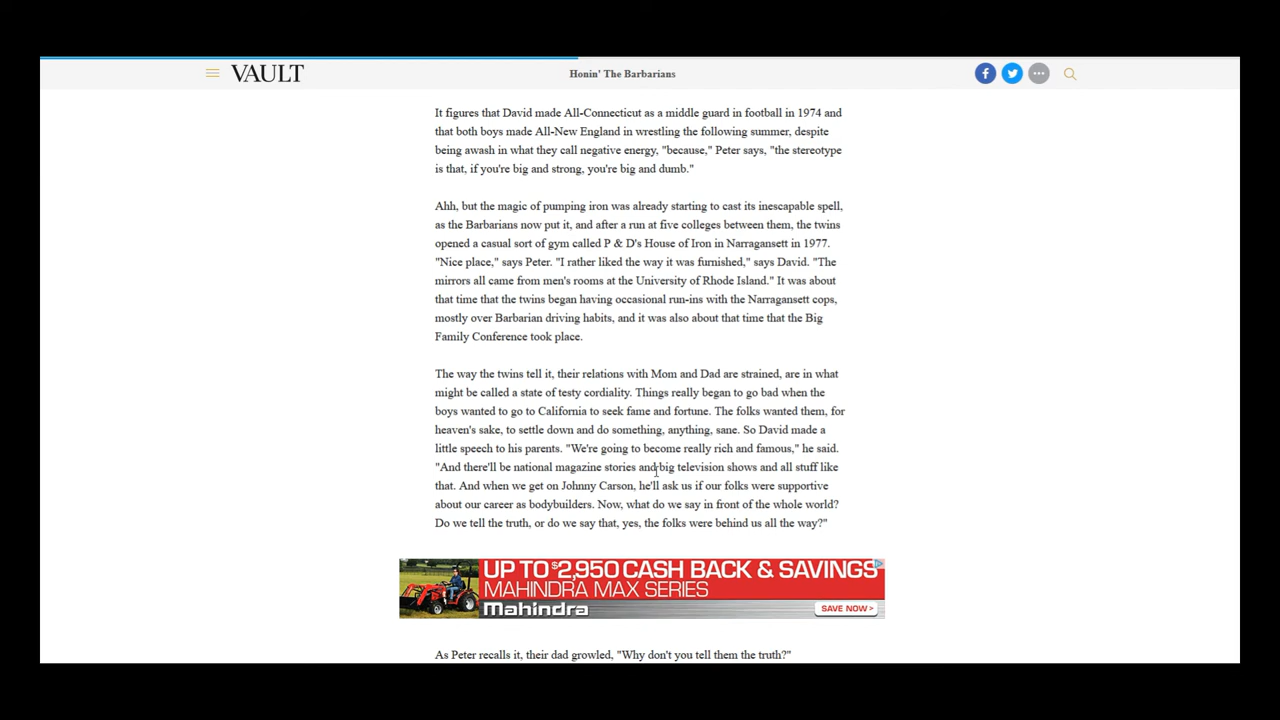 VAULT
Honin' The Barbarians
It figures that David made All-Connecticut as a middle guard in football in 1974 and
that both boys made All-New England in wrestling the following summer, despite
being awash in what they call negative energy, "because," Peter says, "the stereotype
is that, if you're big and strong, you're big and dumb."
Ahh, but the magic of pumping iron was already starting to cast its inescapable spell,
as the Barbarians now put it, and after a run at five colleges between them, the twins
opened a casual sort of gym called P & D's House of Iron in Narragansett in 1977.
"Nice place," says Peter. "I rather liked the way it was furnished," says David. "The
mirrors all came from men's rooms at the University of Rhode Island." It was about
that time that the twins began having occasional run-ins with the Narragansett cops,
mostly over Barbarian driving habits, and it was also about that time that the Big
Family Conference took place.
The way the twins tell it, their relations with Mom and Dad are strained, are in what
might be called a state of testy cordiality. Things really began to go bad when the
boys wanted to go to California to seek fame and fortune. The folks wanted them, for
heaven's sake, to settle down and do something, anything, sane. So David made a
little speech to his parents. "We're going to become really rich and famous," he said.
"And there'll be national magazine stories and big television shows and all stuff like
that. And when we get on Johnny Carson, he'll ask us if our folks were supportive
about our career as bodybuilders. Now, what do we say in front of the whole world?
Do we tell the truth, or do we say that, yes, the folks were behind us all the way?"
UP TO $2,950 CASH BACK & SAVINGS
MAHINDRA MAX SERIES
Mahindra
SAVE NOW >
As Peter recalls it, their dad growled, "Why don't you tell them the truth?"